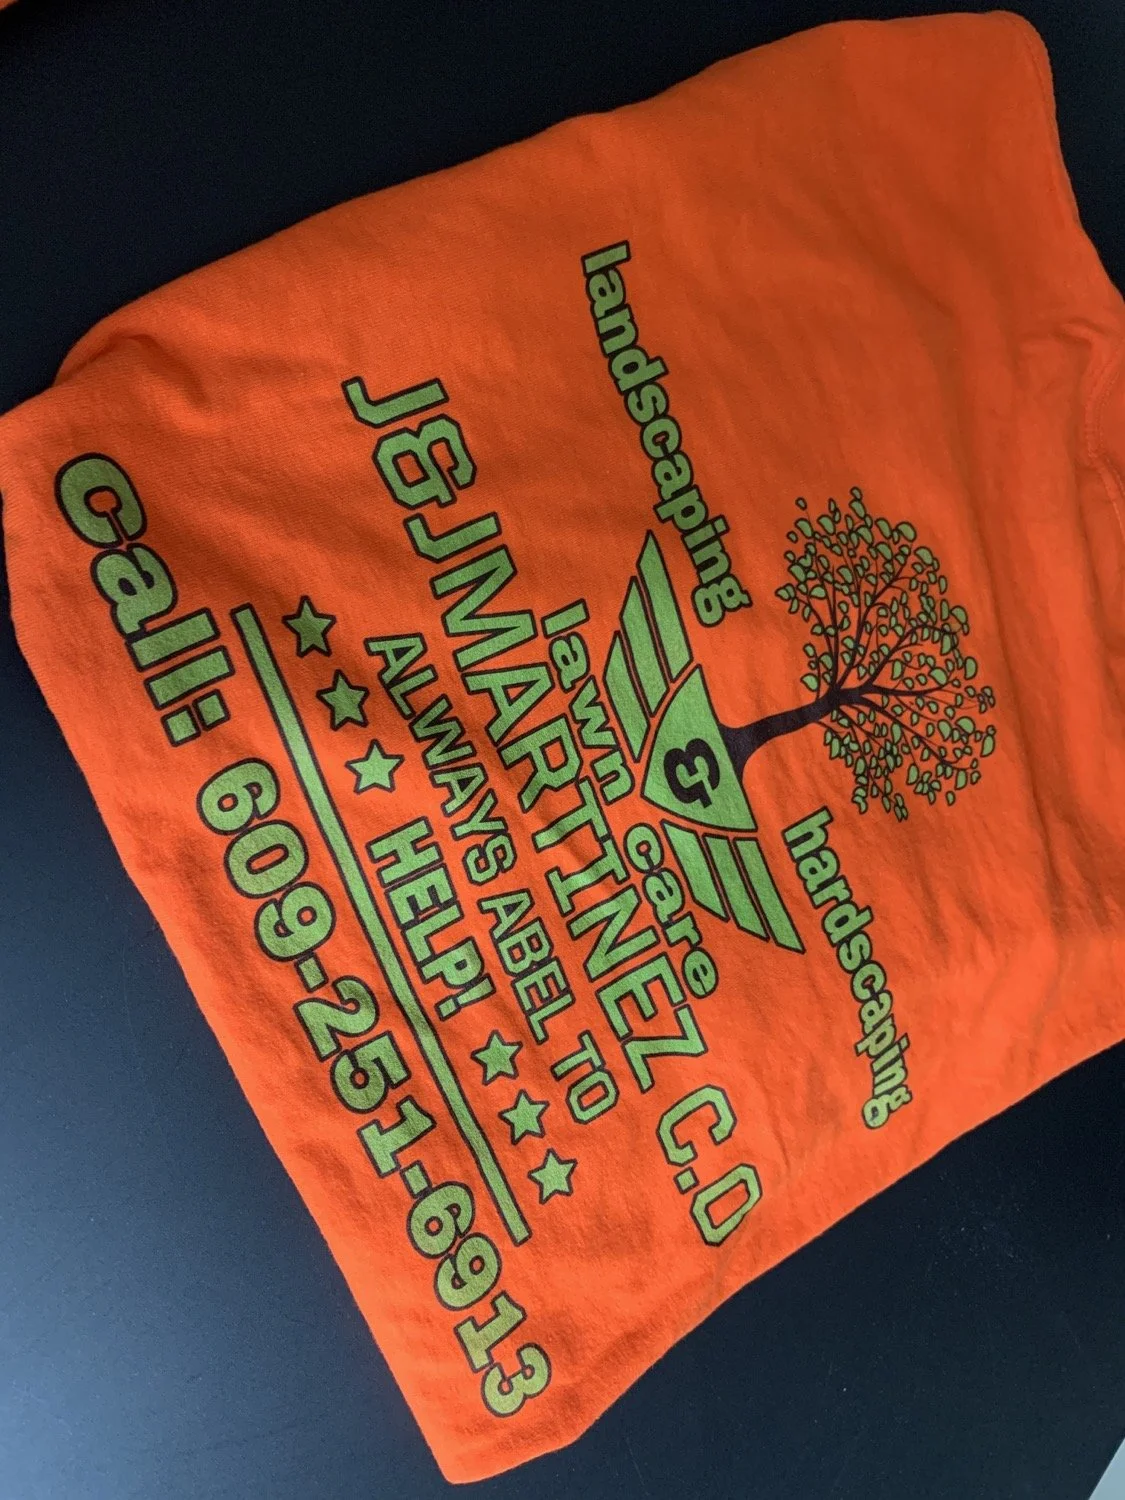 landscaping hardscaping
&
lawn care
J&J MARTINEZ C.O
ALWAYS ABEL TO
HELP!
call: 609-251-6913